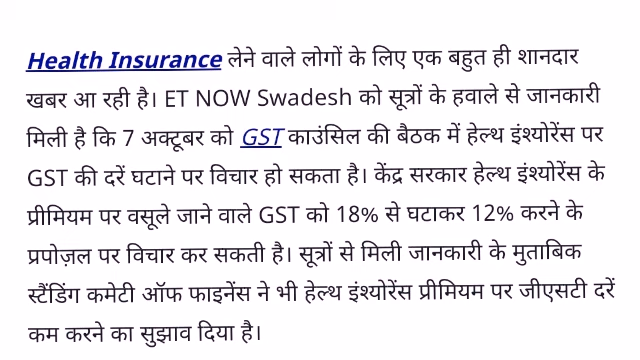 Health Insurance लेने वाले लोगों के लिए एक बहुत ही शानदार
खबर आ रही है। ET NOW Swadesh को सूत्रों के हवाले से जानकारी
मिली है कि 7 अक्टूबर को GST काउंसिल की बैठक में हेल्थ इंश्योरेंस पर
GST की दरें घटाने पर विचार हो सकता है। केंद्र सरकार हेल्थ इंश्योरेंस के
प्रीमियम पर वसूले जाने वाले GST को 18% से घटाकर 12% करने के
प्रपोज़ल पर विचार कर सकती है। सूत्रों से मिली जानकारी के मुताबिक
स्टैंडिंग कमेटी ऑफ फाइनेंस ने भी हेल्थ इंश्योरेंस प्रीमियम पर जीएसटी दरें
कम करने का सुझाव दिया है।